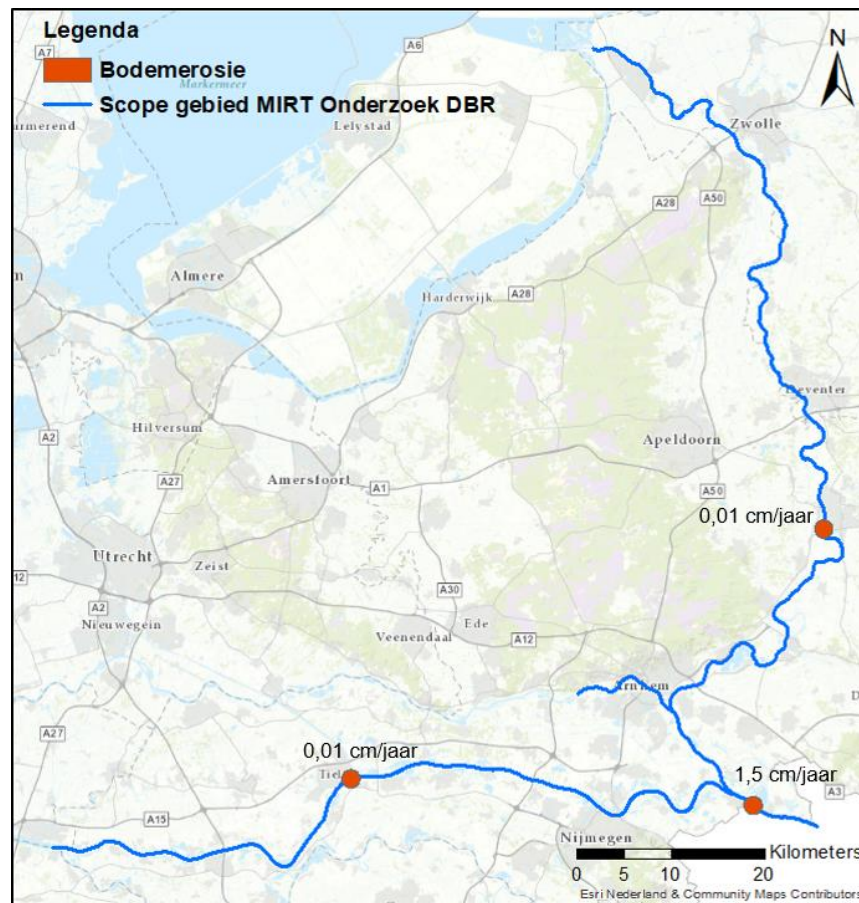 Legenda
Bodemerosie
Scope gebied MIRT Onderzoek DBR
N
A7
A6
Markermeer
urmerend
Lelystad
Zwolle
A50
A28
Almere
Harderwijk
A28
m
Deventer
Hilversum
A2
Apeldoorn
A27
Amersfoort
A1
A50
0,01 cm/jaar
Utrecht
Zeist
12
A30
A2
Nieuwegein
Ede
Veenendaal
A12
Arnhem
D
A27
0,01 cm/jaar
Tiel
1,5 cm/jaar
A3
A15
Nijmegen
Kilometers
0 5 10 20
Esri Nederland & Community Maps Contributors